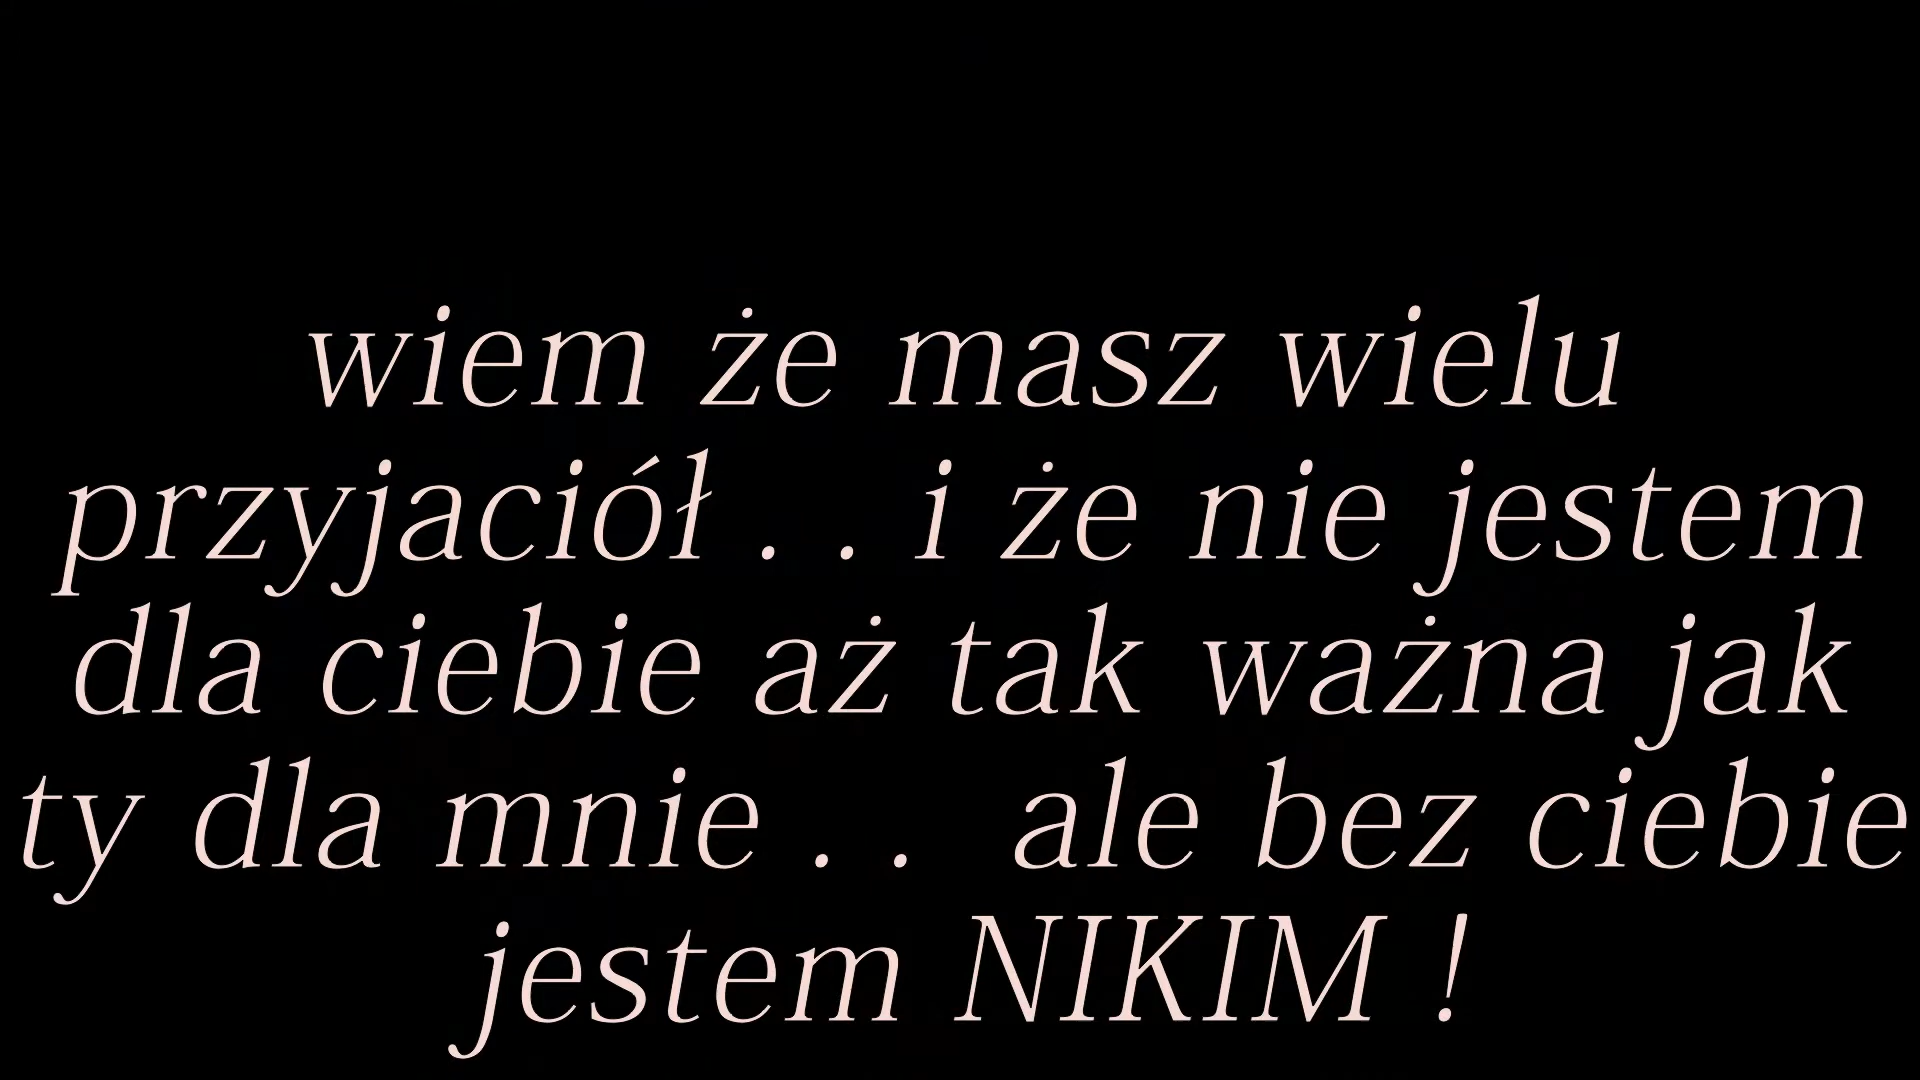 wiem że masz wielu
przyjaciół . . i że nie jestem
dla ciebie aż tak ważna jak
ty dla mnie . . ale bez ciebie
jestem NIKIM !